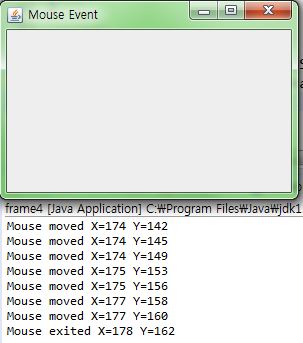 Mouse Event
frame4 [Java Application] C:₩Program Files₩Java₩jdk1
Mouse moved X=174 Y=142
Mouse moved X=174 Y=145
Mouse moved X=174 Y=149
Mouse moved X=175 Y=153
Mouse moved X=175 Y=156
Mouse moved X=177 Y=158
Mouse moved X=177 Y=160
Mouse exited X=178 Y=162